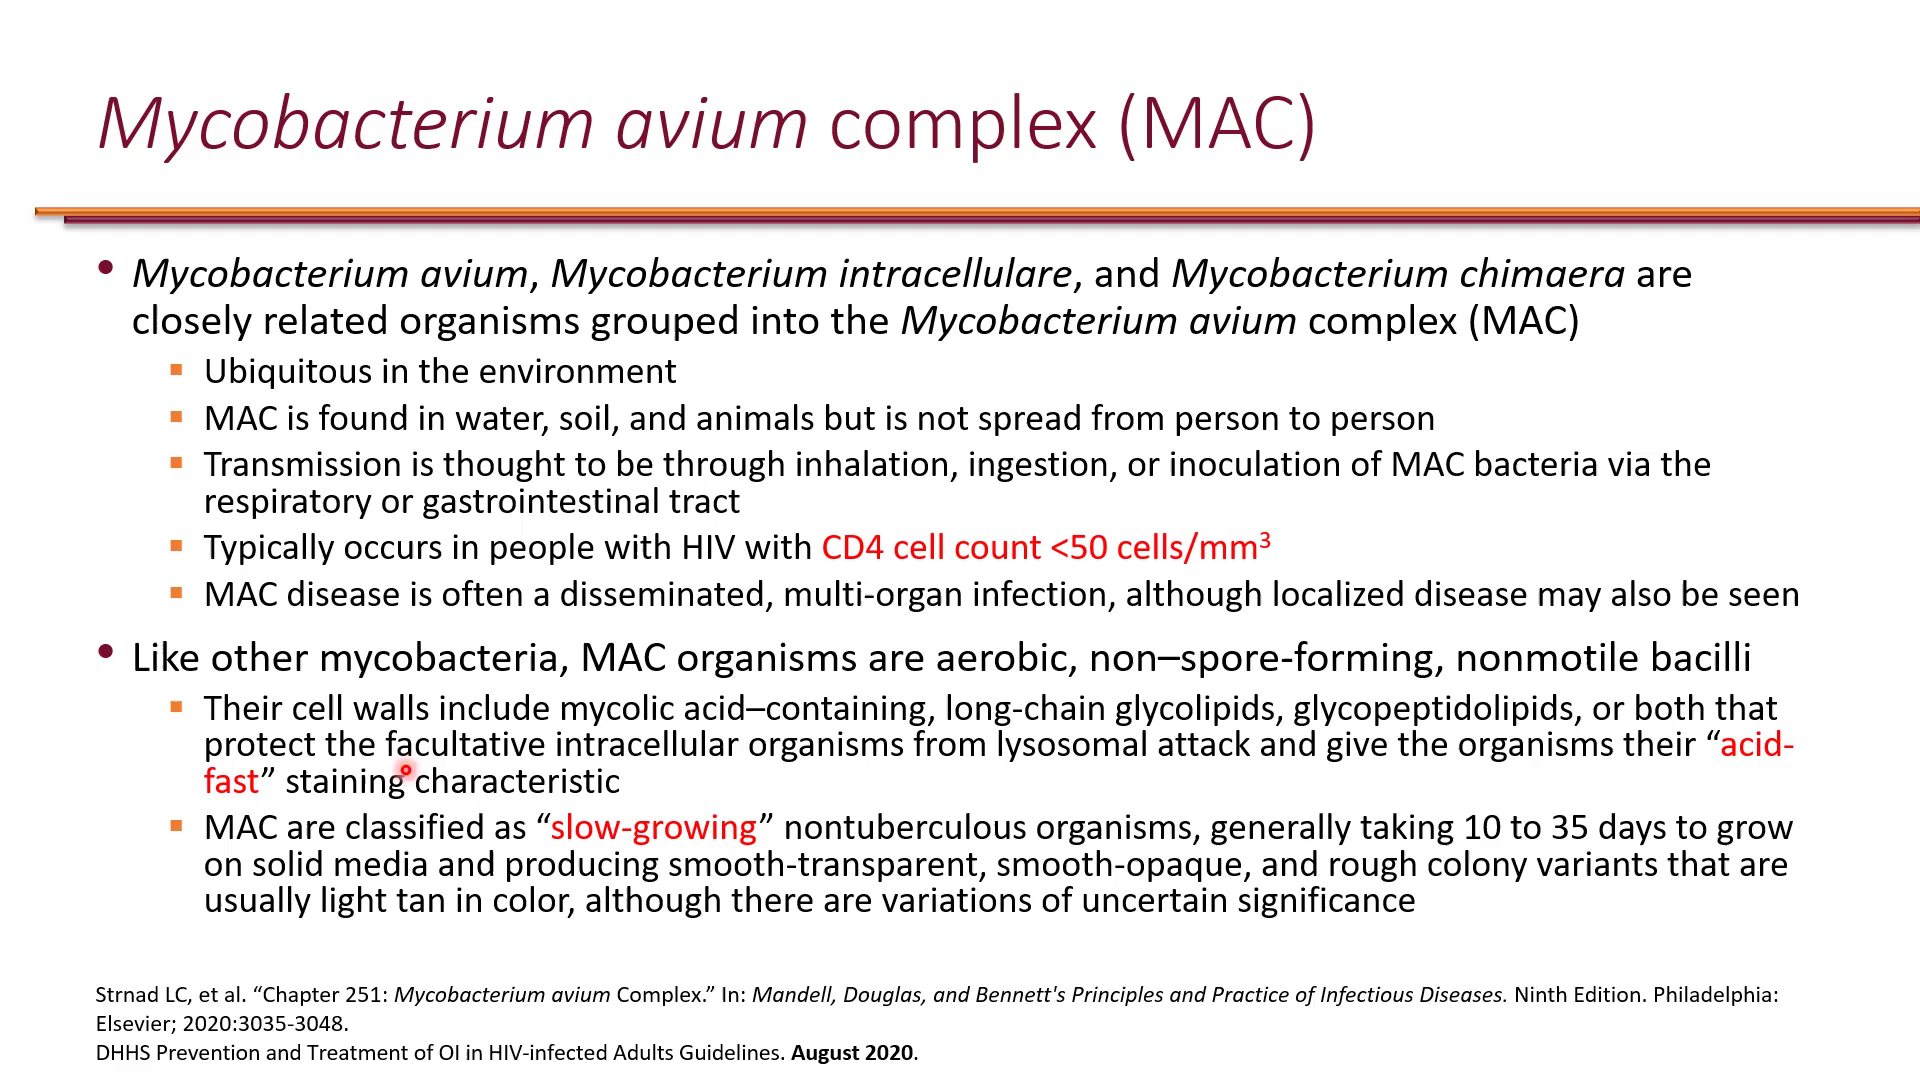 Mycobacterium avium complex (MAC)
• Mycobacterium avium, Mycobacterium intracellulare, and Mycobacterium chimaera are
closely related organisms grouped into the Mycobacterium avium complex (MAC)
▪ Ubiquitous in the environment
▪ MAC is found in water, soil, and animals but is not spread from person to person
▪ Transmission is thought to be through inhalation, ingestion, or inoculation of MAC bacteria via the
respiratory or gastrointestinal tract
▪ Typically occurs in people with HIV with CD4 cell count <50 cells/mm³
▪ MAC disease is often a disseminated, multi-organ infection, although localized disease may also be seen
• Like other mycobacteria, MAC organisms are aerobic, non–spore-forming, nonmotile bacilli
▪ Their cell walls include mycolic acid–containing, long-chain glycolipids, glycopeptidolipids, or both that
protect the facultative intracellular organisms from lysosomal attack and give the organisms their “acid-
fast” staining characteristic
▪ MAC are classified as “slow-growing” nontuberculous organisms, generally taking 10 to 35 days to grow
on solid media and producing smooth-transparent, smooth-opaque, and rough colony variants that are
usually light tan in color, although there are variations of uncertain significance
Strnad LC, et al. “Chapter 251: Mycobacterium avium Complex.” In: Mandell, Douglas, and Bennett's Principles and Practice of Infectious Diseases. Ninth Edition. Philadelphia:
Elsevier; 2020:3035-3048.
DHHS Prevention and Treatment of OI in HIV-infected Adults Guidelines. August 2020.